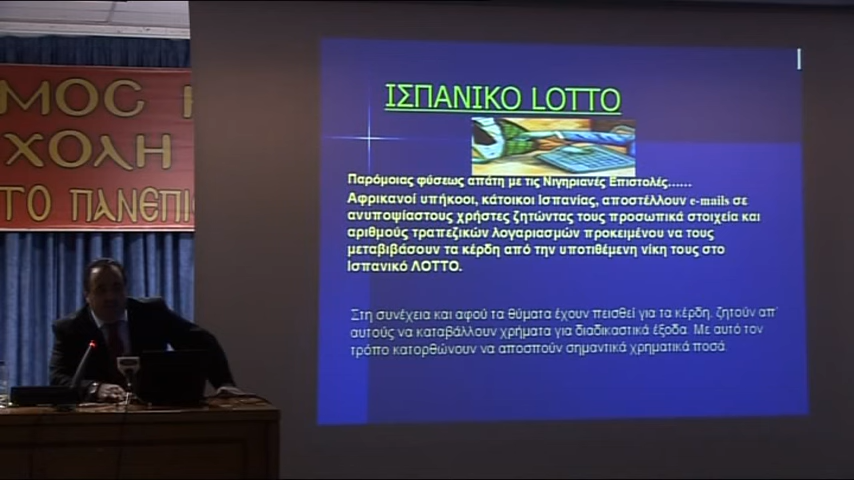 ΜΟΣ
ΧΟΛΗ
ΤΟ ΠΑΝΕΠΙ
ΙΣΠΑΝΙΚΟ LOTTO
Παρόμοιας φύσεως απάτη με τις Νιγηριανές Επιστολές......
Αφρικανοί υπήκοοι, κάτοικοι Ισπανίας, αποστέλλουν e-mails σε
ανυποψίαστους χρήστες ζητώντας τους προσωπικά στοιχεία και
αριθμούς τραπεζικών λογαριασμών προκειμένου να τους
μεταβιβάσουν τα κέρδη από την υποτιθέμενη νίκη τους στο
Ισπανικό ΛΟΤΤΟ.
Στη συνέχεια και αφού τα θύματα έχουν πεισθεί για τα κέρδη, ζητούν απ'
αυτούς να καταβάλλουν χρήματα για διαδικαστικά έξοδα. Με αυτό τον
τρόπο κατορθώνουν να αποσπούν σημαντικά χρηματικά ποσά.